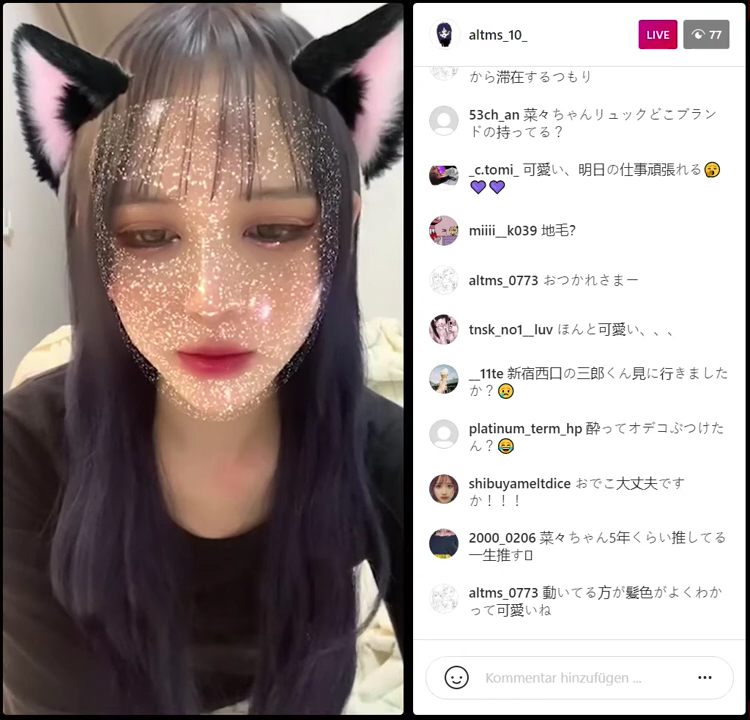 altms_10_
LIVE
77
から滞在するつもり
53ch_an 菜々ちゃんリュックどこブラン
ドの持ってる？
_c.tomi_ 可愛い、明日の仕事頑張れる😪
💜💜
miiii__k039 地毛?
altms_0773 おつかれさまー
tnsk_no1__luv ほんと可愛い、、、
__11te 新宿西口の三郎くん見に行きました
か？😢
platinum_term_hp 酔ってオデコぶつけた
ん？😂
shibuyameltdice おでこ大丈夫です
か！！！
2000_0206 菜々ちゃん5年くらい推してる
一生推す▯
altms_0773 動いてる方が髪色がよくわか
って可愛いね
Kommentar hinzufügen ...